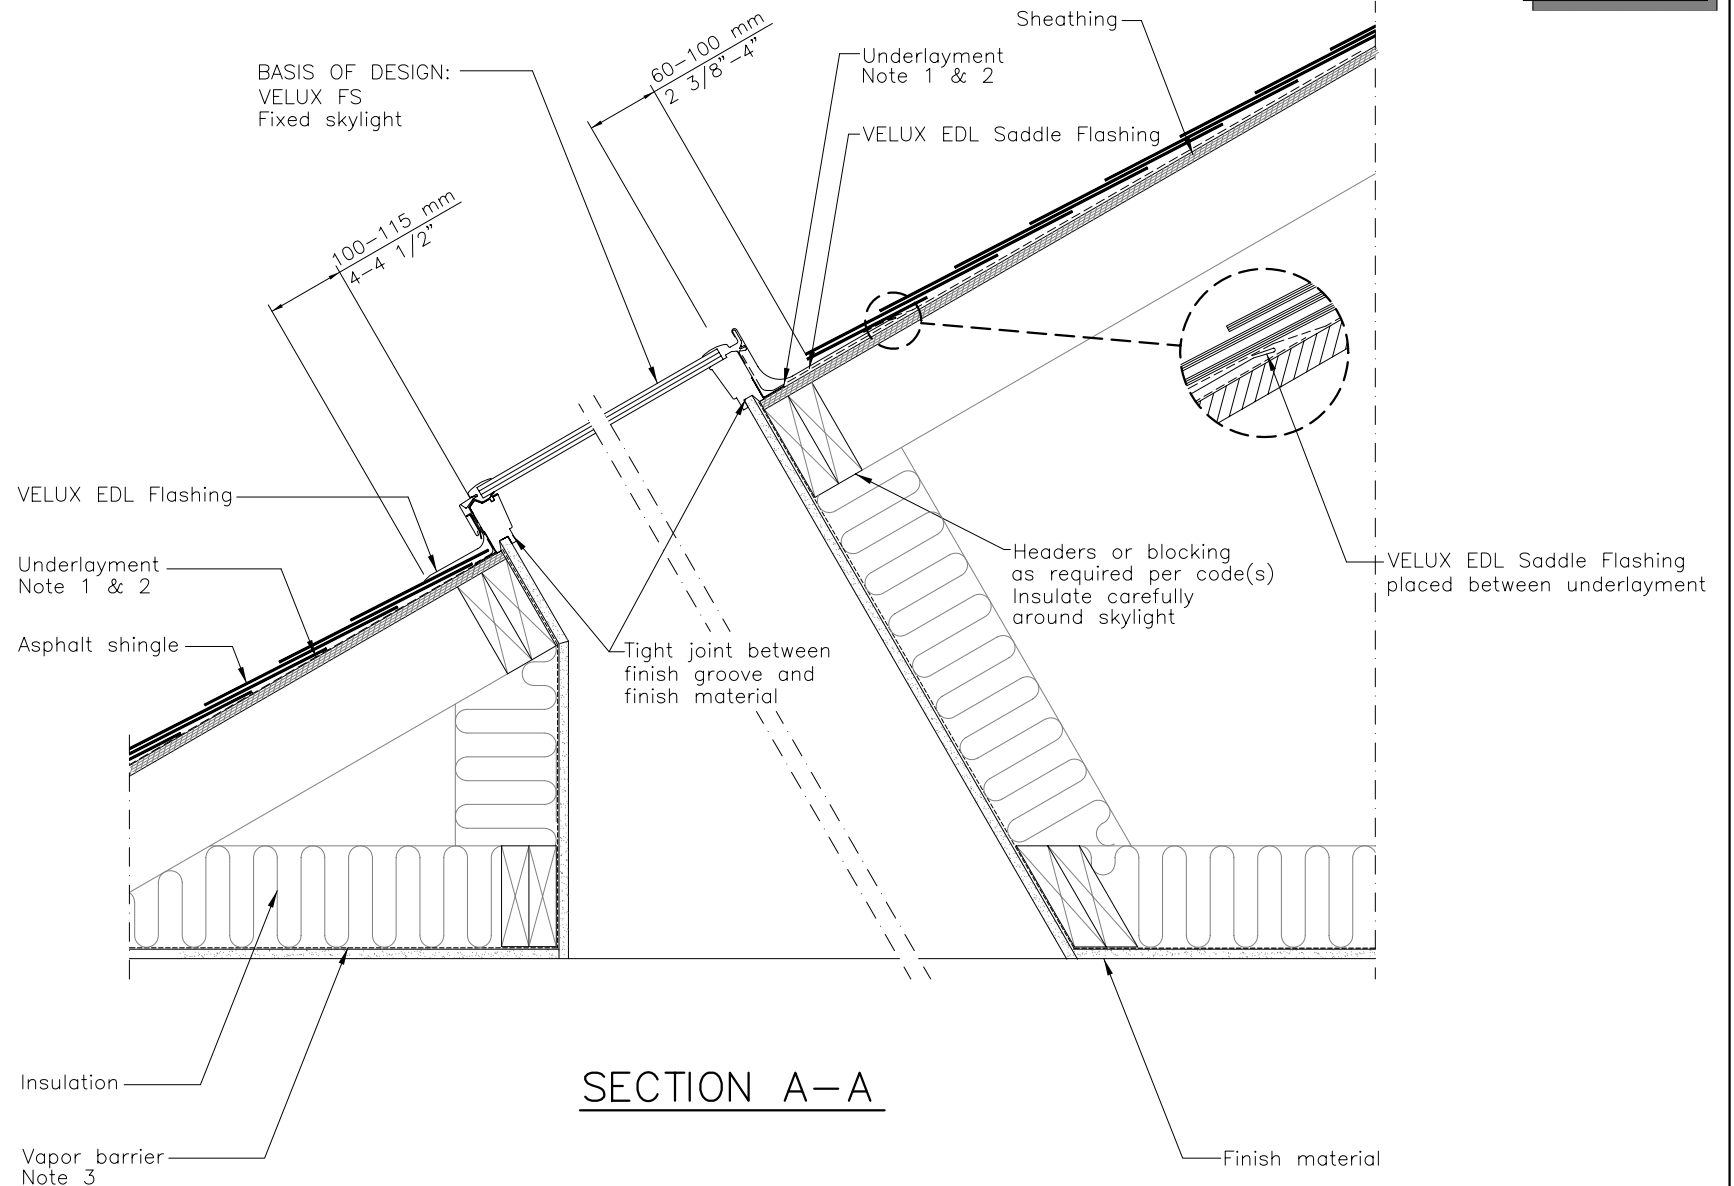 Sheathing
60-100 mm
2 3/8"-4"
Underlayment
Note 1 & 2
BASIS OF DESIGN:
VELUX FS
Fixed skylight
VELUX EDL Saddle Flashing
100-115 mm
4-4 1/2"
VELUX EDL Flashing
Underlayment
Note 1 & 2
Asphalt shingle
Headers or blocking
as required per code(s)
Insulate carefully
around skylight
VELUX EDL Saddle Flashing
placed between underlayment
Tight joint between
finish groove and
finish material
Insulation
SECTION A-A
Vapor barrier
Note 3
Finish material